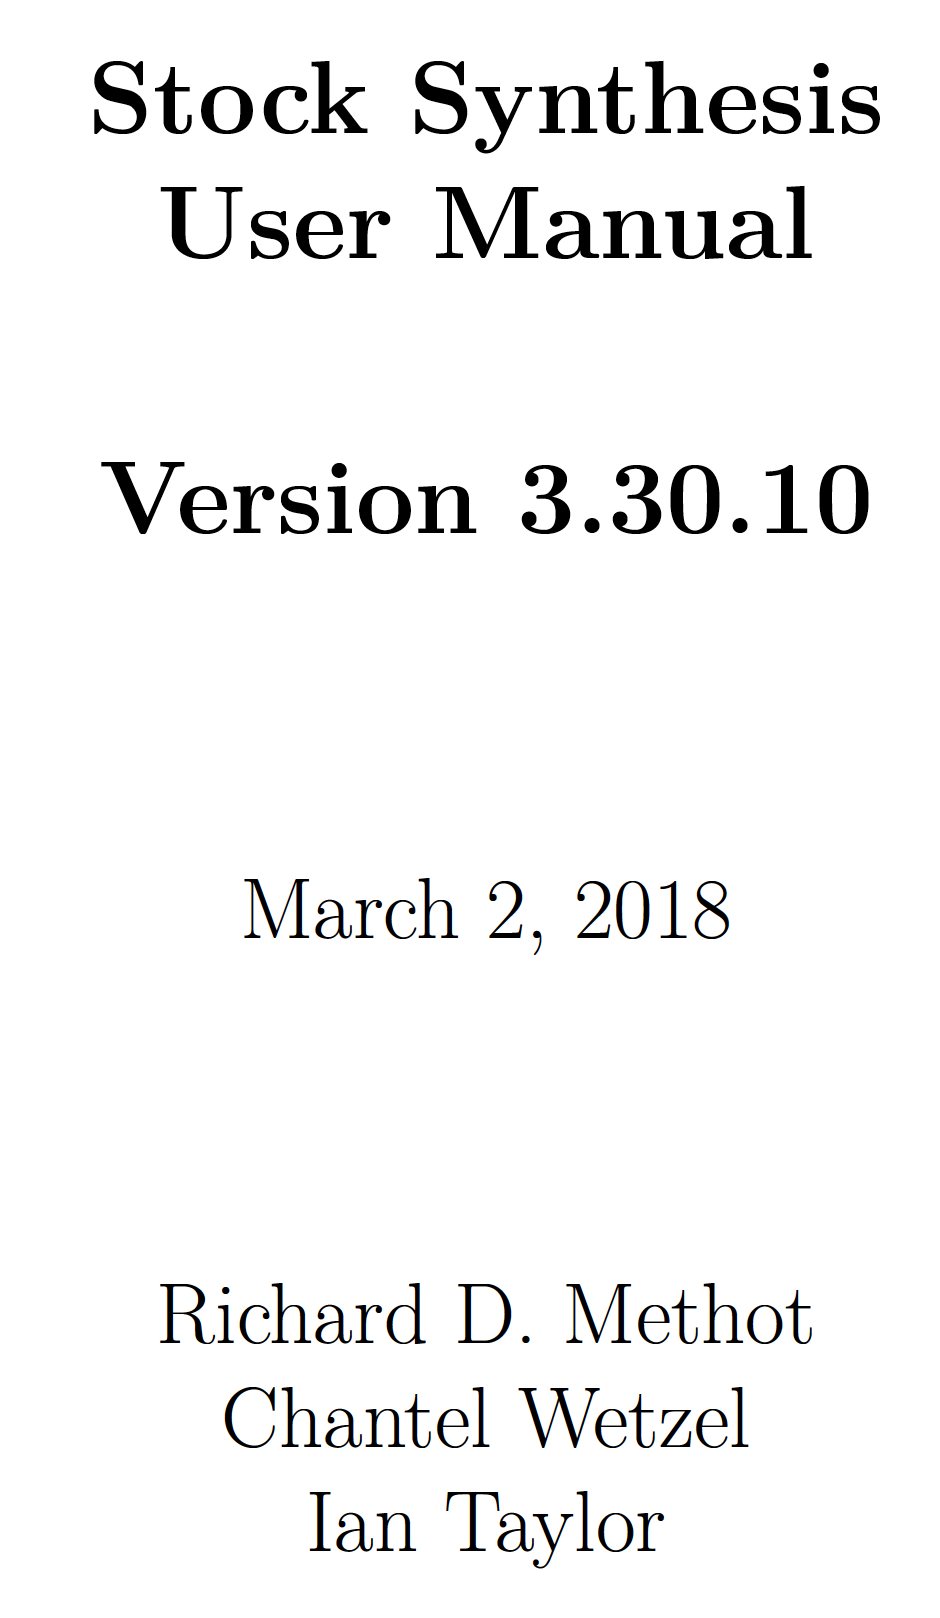 Stock Synthesis
User Manual
Version 3.30.10
March 2, 2018
Richard D. Methot
Chantel Wetzel
Ian Taylor